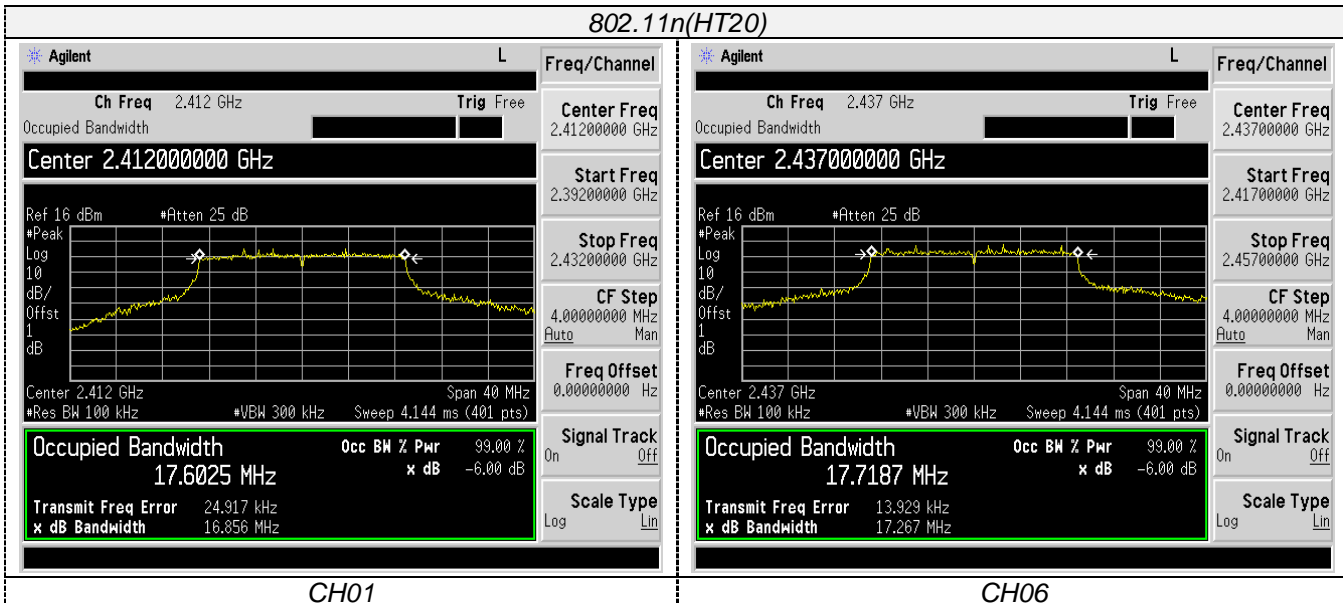 802.11n(HT20)
Agilent L
Freq/Channel
Ch Freq 2.412 GHz Trig Free
Occupied Bandwidth
Center 2.412000000 GHz
Ref 16 dBm #Atten 25 dB
#Peak
Log
10
dB/
Offst
1
dB
Center 2.412 GHz Span 40 MHz
#Res BW 100 kHz #VBW 300 kHz Sweep 4.144 ms (401 pts)
Occupied Bandwidth Occ BW % Pwr 99.00 %
17.6025 MHz x dB -6.00 dB
Transmit Freq Error 24.917 kHz
x dB Bandwidth 16.856 MHz
Center Freq
2.41200000 GHz
Start Freq
2.39200000 GHz
Stop Freq
2.43200000 GHz
CF Step
4.00000000 MHz
Auto Man
Freq Offset
0.00000000 Hz
Signal Track
On Off
Scale Type
Log Lin
CH01
Agilent L
Freq/Channel
Ch Freq 2.437 GHz Trig Free
Occupied Bandwidth
Center 2.437000000 GHz
Ref 16 dBm #Atten 25 dB
#Peak
Log
10
dB/
Offst
1
dB
Center 2.437 GHz Span 40 MHz
#Res BW 100 kHz #VBW 300 kHz Sweep 4.144 ms (401 pts)
Occupied Bandwidth Occ BW % Pwr 99.00 %
17.7187 MHz x dB -6.00 dB
Transmit Freq Error 13.929 kHz
x dB Bandwidth 17.267 MHz
Center Freq
2.43700000 GHz
Start Freq
2.41700000 GHz
Stop Freq
2.45700000 GHz
CF Step
4.00000000 MHz
Auto Man
Freq Offset
0.00000000 Hz
Signal Track
On Off
Scale Type
Log Lin
CH06